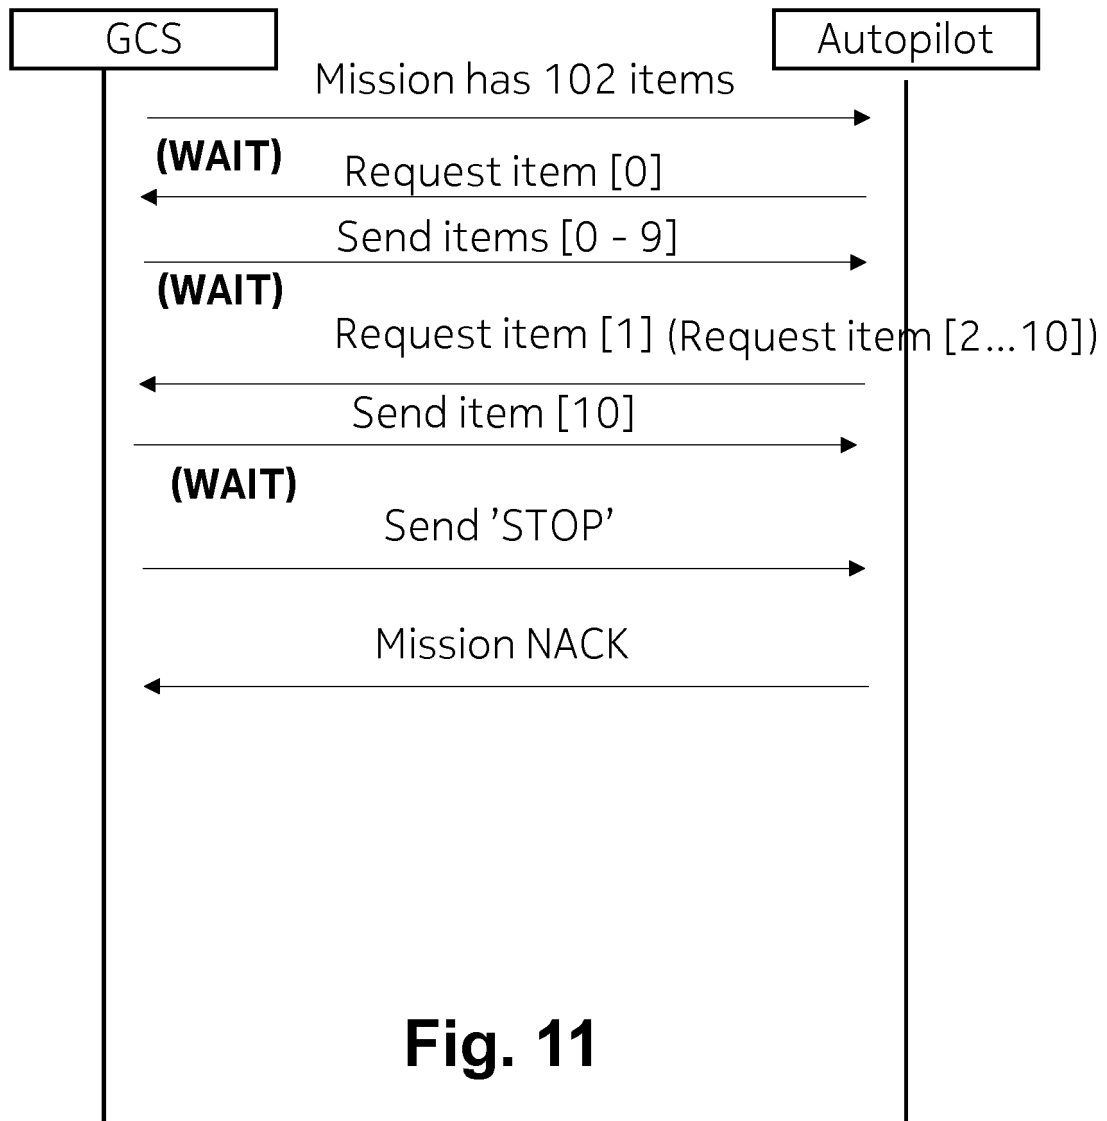 GCS
Autopilot
Mission has 102 items
(WAIT)
Request item [0]
Send items [0 - 9]
(WAIT)
Request item [1] (Request item [2...10])
Send item [10]
(WAIT)
Send ’STOP’
Mission NACK
Fig. 11